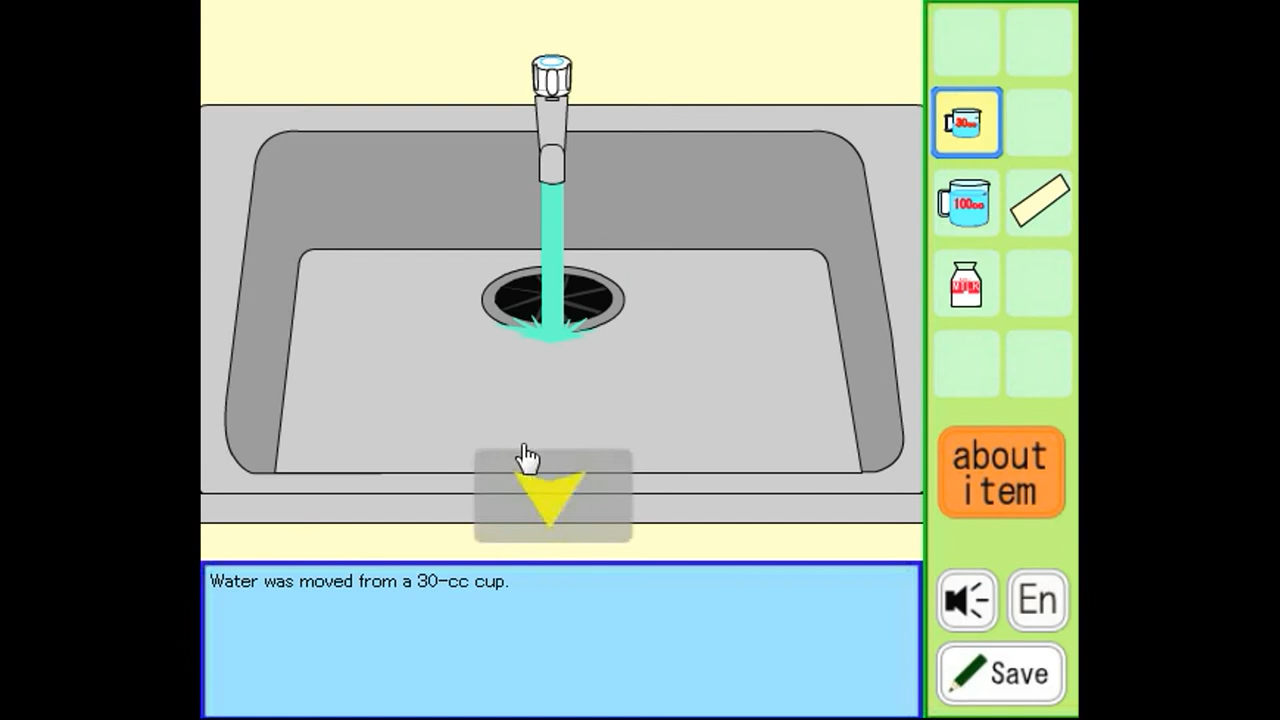 30cc
100cc
MILK
about
item
En
Save
Water was moved from a 30-cc cup.